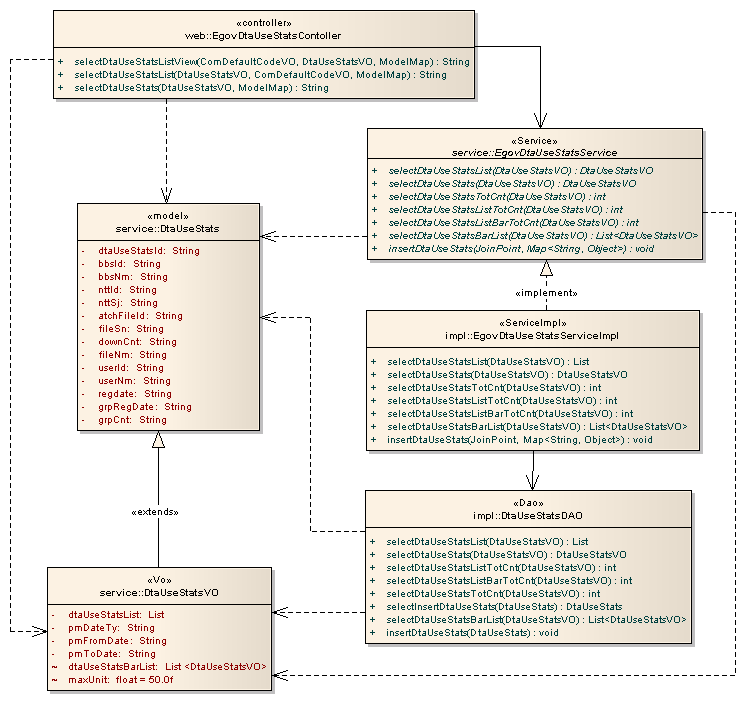 «controller»
web::EgovDtaUseStatsContoller
+ selectDtaUseStatsListView(ComDefaultCodeVO, DtaUseStatsVO, ModelMap) : String
+ selectDtaUseStatsList(DtaUseStatsVO, ComDefaultCodeVO, ModelMap) : String
+ selectDtaUseStats(DtaUseStatsVO, ModelMap) : String
«Service»
service::EgovDtaUseStatsService
+ selectDtaUseStatsList(DtaUseStatsVO) : DtaUseStatsVO
+ selectDtaUseStats(DtaUseStatsVO) : DtaUseStatsVO
+ selectDtaUseStatsTotCnt(DtaUseStatsVO) : int
+ selectDtaUseStatsListTotCnt(DtaUseStatsVO) : int
+ selectDtaUseStatsListBarTotCnt(DtaUseStatsVO) : int
+ selectDtaUseStatsBarList(DtaUseStatsVO) : List<DtaUseStatsVO>
+ insertDtaUseStats(JoinPoint, Map<String, Object>) : void
«model»
service::DtaUseStats
- dtaUseStatsId: String
- bbsId: String
- bbsNm: String
- nttId: String
- nttSj: String
- atchFileId: String
- fileSn: String
- downCnt: String
- fileNm: String
- userId: String
- userNm: String
- regdate: String
- grpRegDate: String
- grpCnt: String
«implement»
«ServiceImpl»
impl::EgovDtaUseStatsServiceImpl
+ selectDtaUseStatsList(DtaUseStatsVO) : List
+ selectDtaUseStats(DtaUseStatsVO) : DtaUseStatsVO
+ selectDtaUseStatsTotCnt(DtaUseStatsVO) : int
+ selectDtaUseStatsListTotCnt(DtaUseStatsVO) : int
+ selectDtaUseStatsListBarTotCnt(DtaUseStatsVO) : int
+ selectDtaUseStatsBarList(DtaUseStatsVO) : List<DtaUseStatsVO>
+ insertDtaUseStats(JoinPoint, Map<String, Object>) : void
«extends»
«Dao»
impl::DtaUseStatsDAO
+ selectDtaUseStatsList(DtaUseStatsVO) : List
+ selectDtaUseStats(DtaUseStatsVO) : DtaUseStatsVO
+ selectDtaUseStatsListTotCnt(DtaUseStatsVO) : int
+ selectDtaUseStatsListBarTotCnt(DtaUseStatsVO) : int
+ selectDtaUseStatsTotCnt(DtaUseStatsVO) : int
+ selectInsertDtaUseStats(DtaUseStats) : DtaUseStats
+ selectDtaUseStatsBarList(DtaUseStatsVO) : List<DtaUseStatsVO>
+ insertDtaUseStats(DtaUseStats) : void
«Vo»
service::DtaUseStatsVO
- dtaUseStatsList: List
- pmDateTy: String
- pmFromDate: String
- pmToDate: String
~ dtaUseStatsBarList: List <DtaUseStatsVO>
~ maxUnit: float = 50.0f